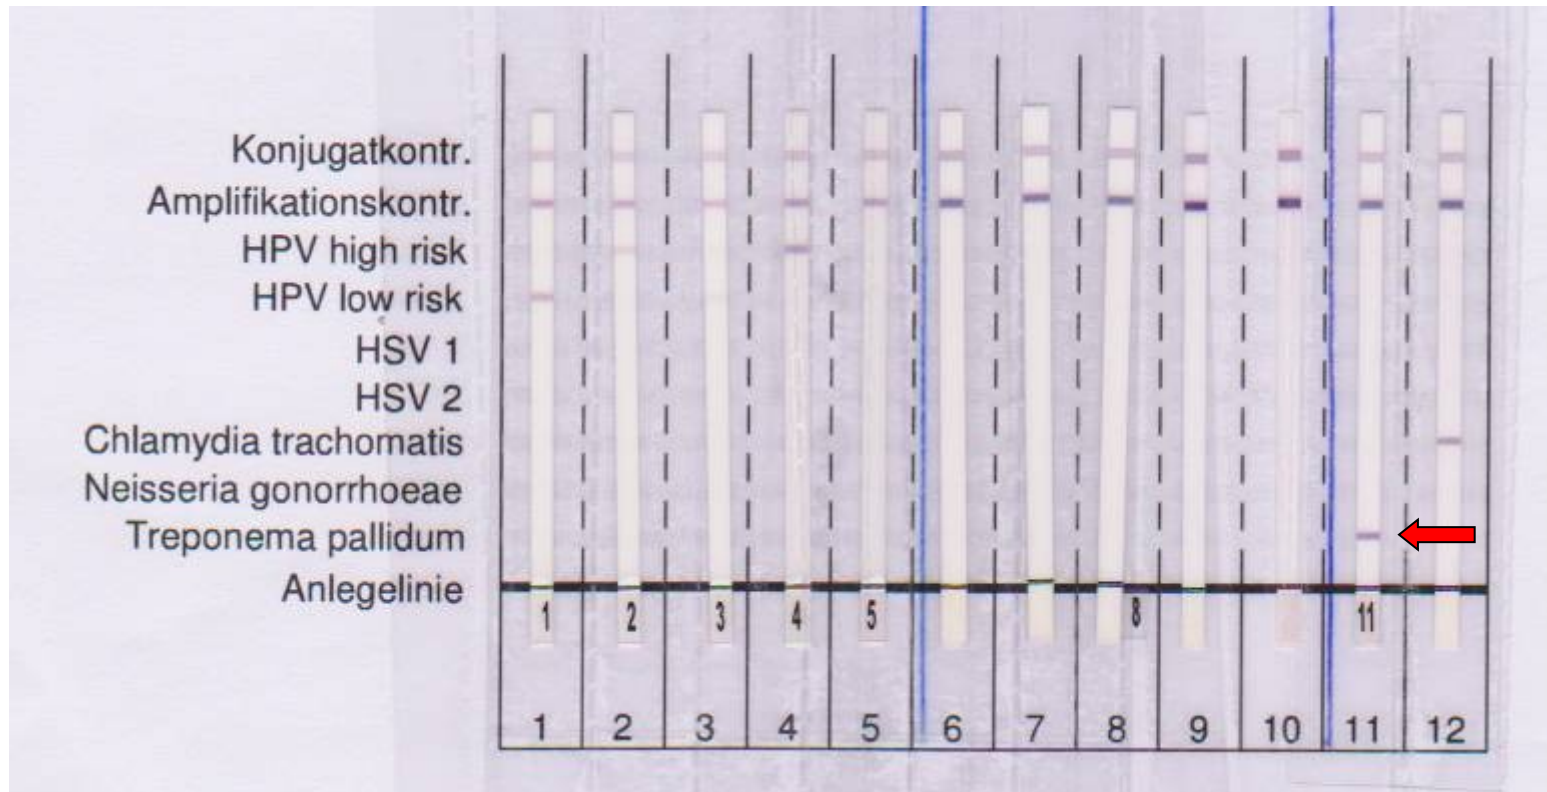 Konjugatkontr.
Amplifikationskontr.
HPV high risk
HPV low risk
HSV 1
HSV 2
Chlamydia trachomatis
Neisseria gonorrhoeae
Treponema pallidum
Anlegelinie
1 2 3 4 5 8 11
1 2 3 4 5 6 7 8 9 10 11 12